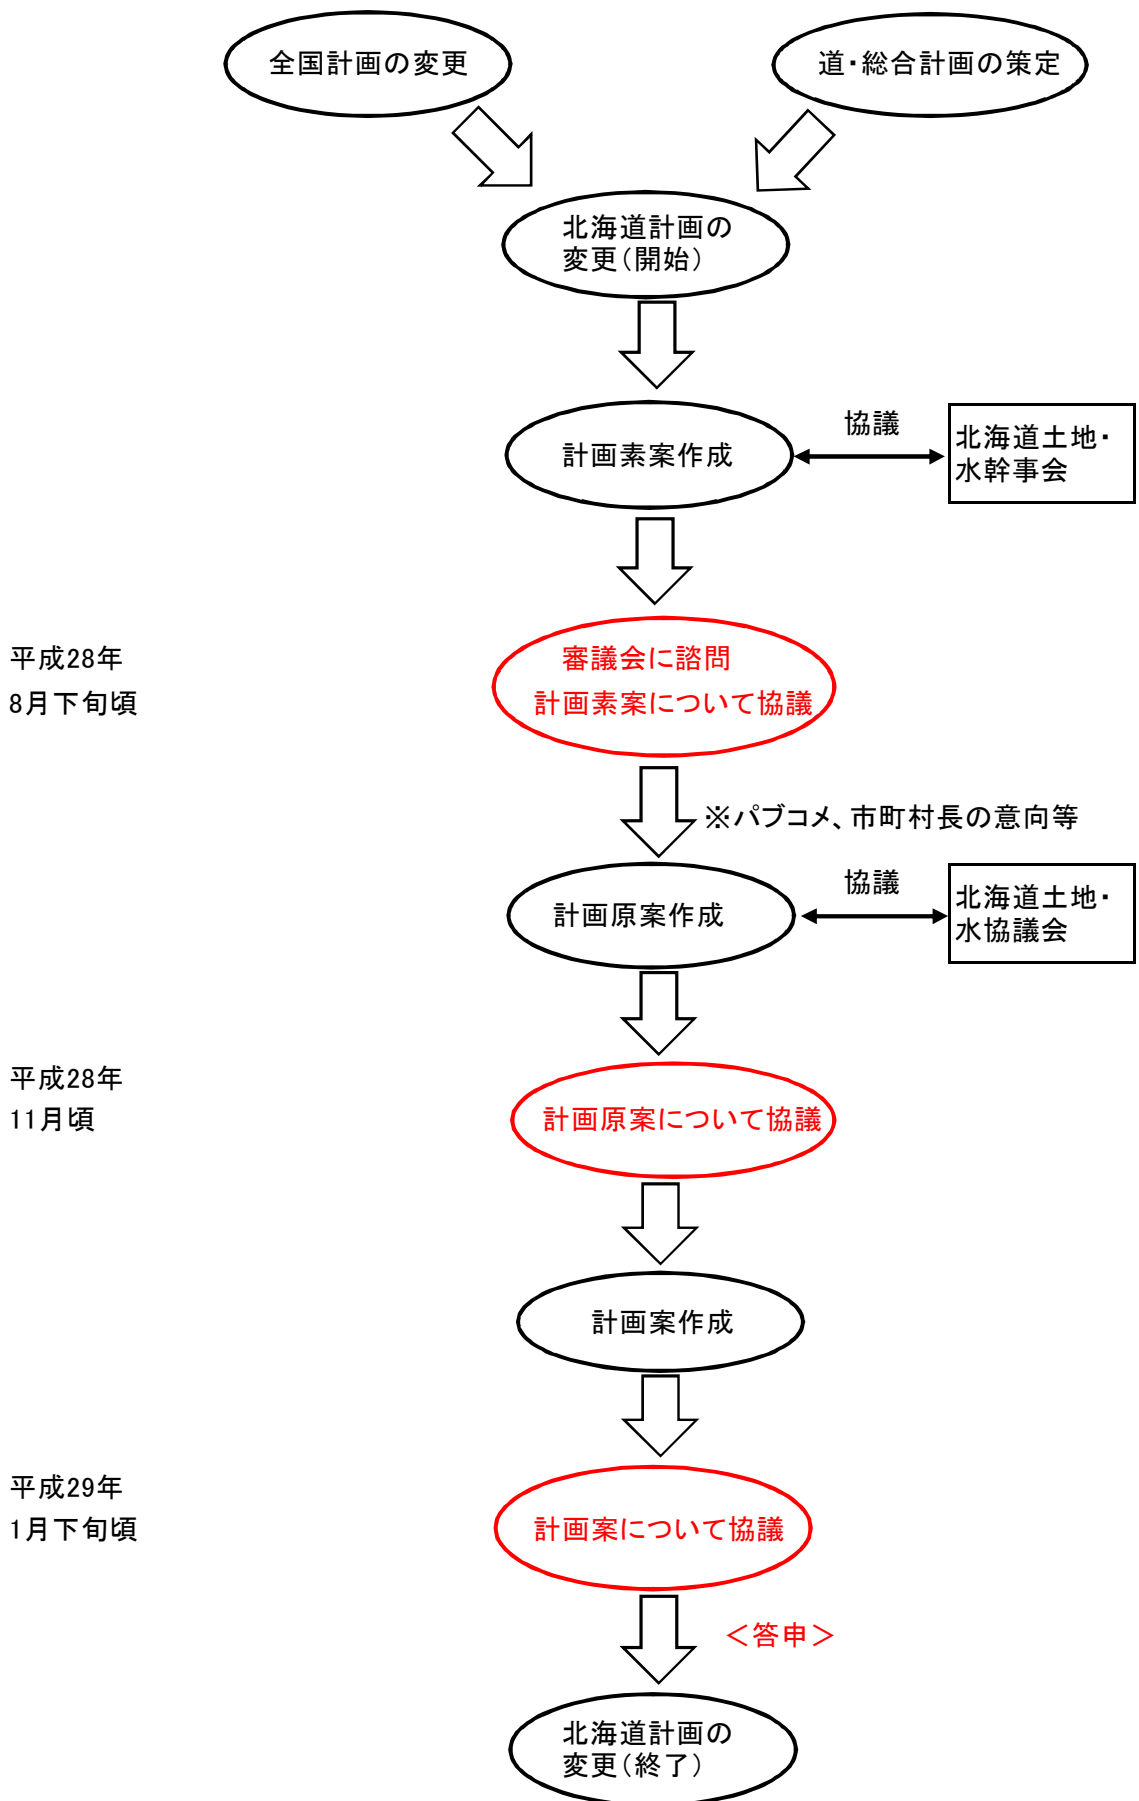 全国計画の変更
道・総合計画の策定
北海道計画の
変更(開始)
計画素案作成
協議
北海道土地・
水幹事会
平成28年
8月下旬頃
審議会に諮問
計画素案について協議
※パブコメ、市町村長の意向等
計画原案作成
協議
北海道土地・
水協議会
平成28年
11月頃
計画原案について協議
計画案作成
平成29年
1月下旬頃
計画案について協議
<答申>
北海道計画の
変更(終了)